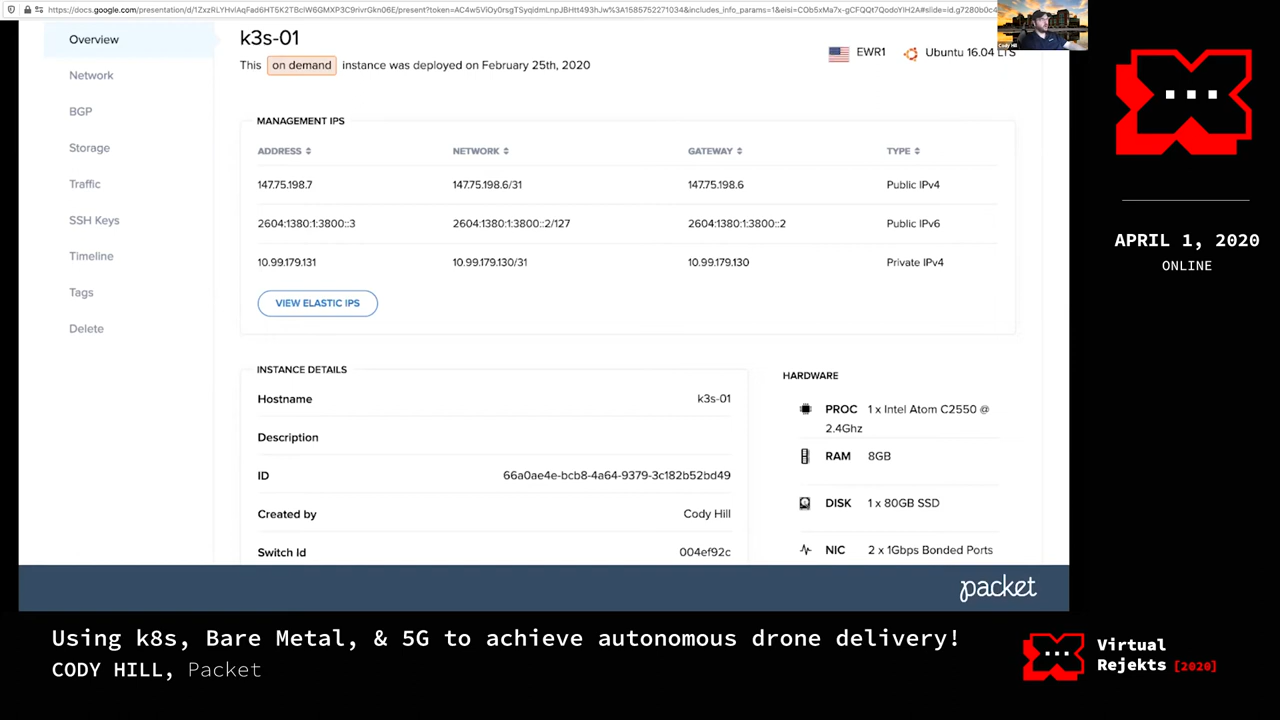 https://docs.google.com/presentation/d/
Cody Hill
Overview
Network
BGP
Storage
Traffic
SSH Keys
Timeline
Tags
Delete
k3s-01
This on demand instance was deployed on February 25th, 2020
EWR1 Ubuntu 16.04 LTS
MANAGEMENT IPS
ADDRESS NETWORK GATEWAY TYPE
147.75.198.7 147.75.198.6/31 147.75.198.6 Public IPv4
2604:1380:1:3800::3 2604:1380:1:3800::2/127 2604:1380:1:3800::2 Public IPv6
10.99.179.131 10.99.179.130/31 10.99.179.130 Private IPv4
VIEW ELASTIC IPS
INSTANCE DETAILS
Hostname k3s-01
Description
ID 66a0ae4e-bcb8-4a64-9379-3c182b52bd49
Created by Cody Hill
Switch Id 004ef92c
HARDWARE
PROC 1 x Intel Atom C2550 @
2.4Ghz
RAM 8GB
DISK 1 x 80GB SSD
NIC 2 x 1Gbps Bonded Ports
packet
APRIL 1, 2020
ONLINE
Using k8s, Bare Metal, & 5G to achieve autonomous drone delivery!
CODY HILL, Packet
Virtual
Rejekts [2020]